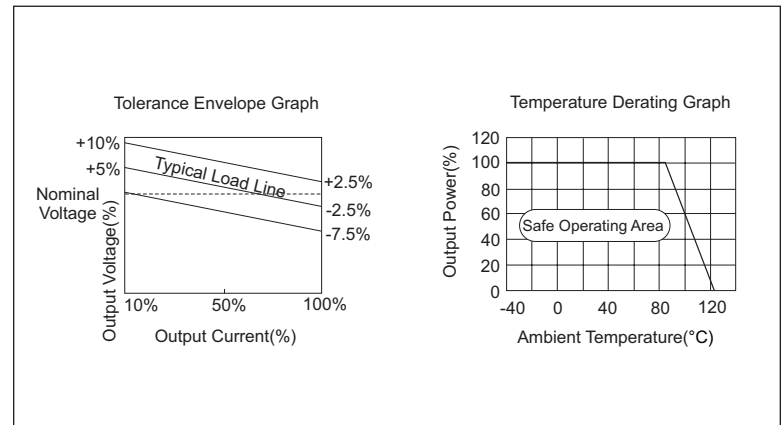 Tolerance Envelope Graph
+10%
+5%
Nominal
Voltage
Typical Load Line
+2.5%
-2.5%
-7.5%
Output Voltage(%)
10%
50%
100%
Output Current(%)
Temperature Derating Graph
120
100
80
60
40
20
0
Output Power(%)
Safe Operating Area
-40
0
40
80
120
Ambient Temperature(°C)